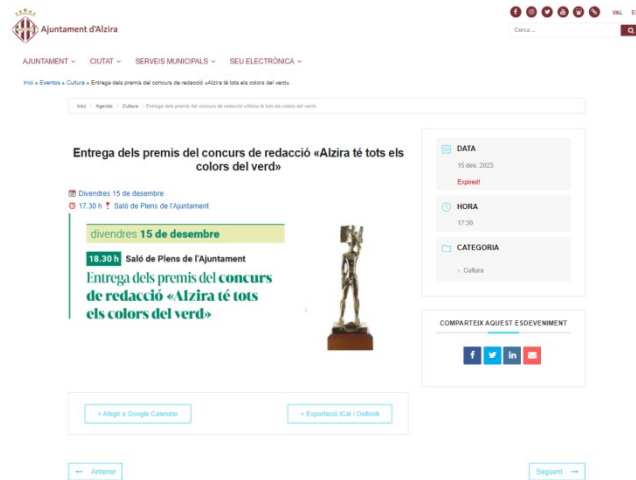 Ajuntament d'Alzira
VAL ES
Cerca ...
AJUNTAMENT CIUTAT SERVEIS MUNICIPALS SEU ELECTRÒNICA
Inici » Eventos » Cultura » Entrega dels premis del concurs de redacció «Alzira té tots els colors del verd»
Inici / Agenda / Cultura / Entrega dels premis del concurs de redacció «Alzira té tots els colors del verd»
Entrega dels premis del concurs de redacció «Alzira té tots els
colors del verd»
Divendres 15 de desembre
17.30 h Saló de Plens de l'Ajuntament
divendres 15 de desembre
18.30 h Saló de Plens de l'Ajuntament
Entrega dels premis del concurs
de redacció «Alzira té tots
els colors del verd»
+ Afegir a Google Calendar
+ Exportació iCal / Outlook
DATA
15 des. 2023
Expired!
HORA
17:30
CATEGORIA
Cultura
COMPARTEIX AQUEST ESDEVENIMENT
← Anterior
Següent →